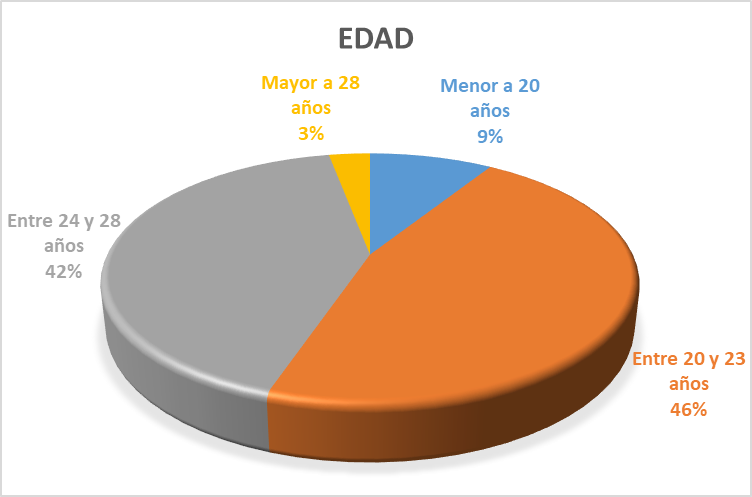 EDAD
Mayor a 28
años
3%
Menor a 20
años
9%
Entre 24 y 28
años
42%
Entre 20 y 23
años
46%